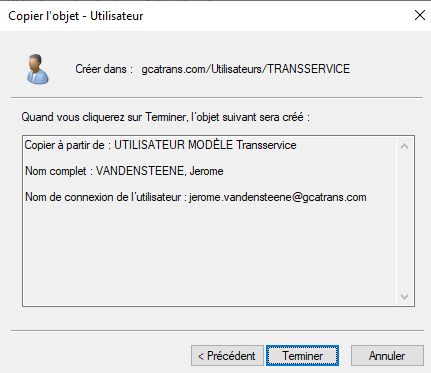 Copier l'objet - Utilisateur
Créer dans : gcatrans.com/Utilisateurs/TRANSSERVICE
Quand vous cliquerez sur Terminer, l'objet suivant sera créé :
Copier à partir de : UTILISATEUR MODÈLE Transservice
Nom complet : VANDENSTEENE, Jerome
Nom de connexion de l'utilisateur : jerome.vandensteene@gcatrans.com
< Précédent Terminer Annuler